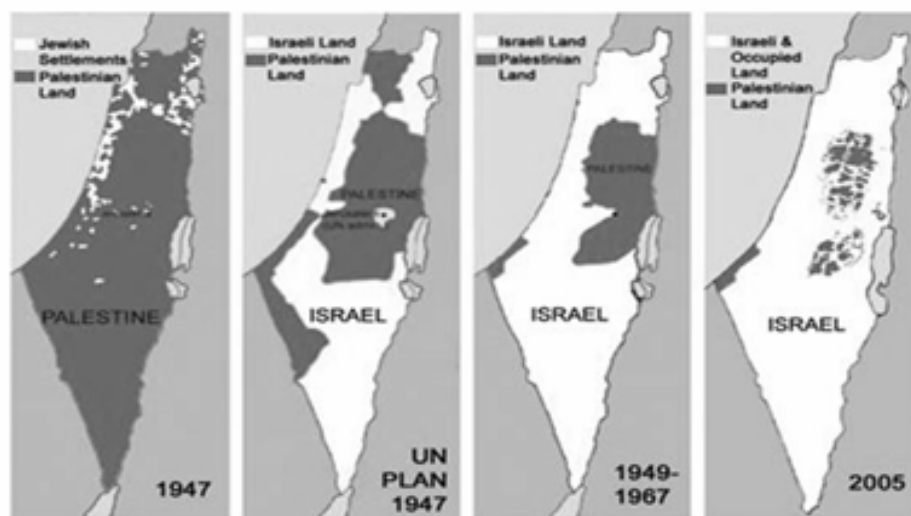 Jewish
Settlements
Palestinian
Land
PALESTINE
1947
Israeli Land
Palestinian
Land
PALESTINE
ISRAEL
UN
PLAN
1947
Israeli Land
Palestinian
Land
PALESTINE
ISRAEL
1949-
1967
Israeli &
Occupied
Land
Palestinian
Land
ISRAEL
2005